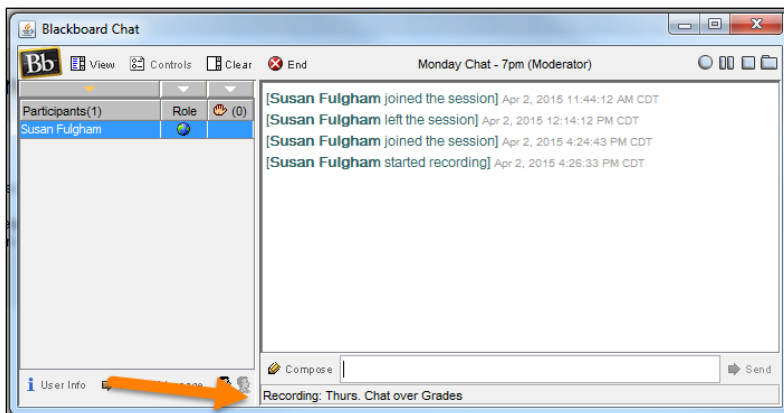 Blackboard Chat
Bb View Controls Clear End Monday Chat - 7pm (Moderator)
Participants(1) Role (0)
Susan Fulgham
[Susan Fulgham joined the session] Apr 2, 2015 11:44:12 AM CDT
[Susan Fulgham left the session] Apr 2, 2015 12:14:12 PM CDT
[Susan Fulgham joined the session] Apr 2, 2015 4:24:43 PM CDT
[Susan Fulgham started recording] Apr 2, 2015 4:26:33 PM CDT
Compose Send
User Info
Recording: Thurs. Chat over Grades